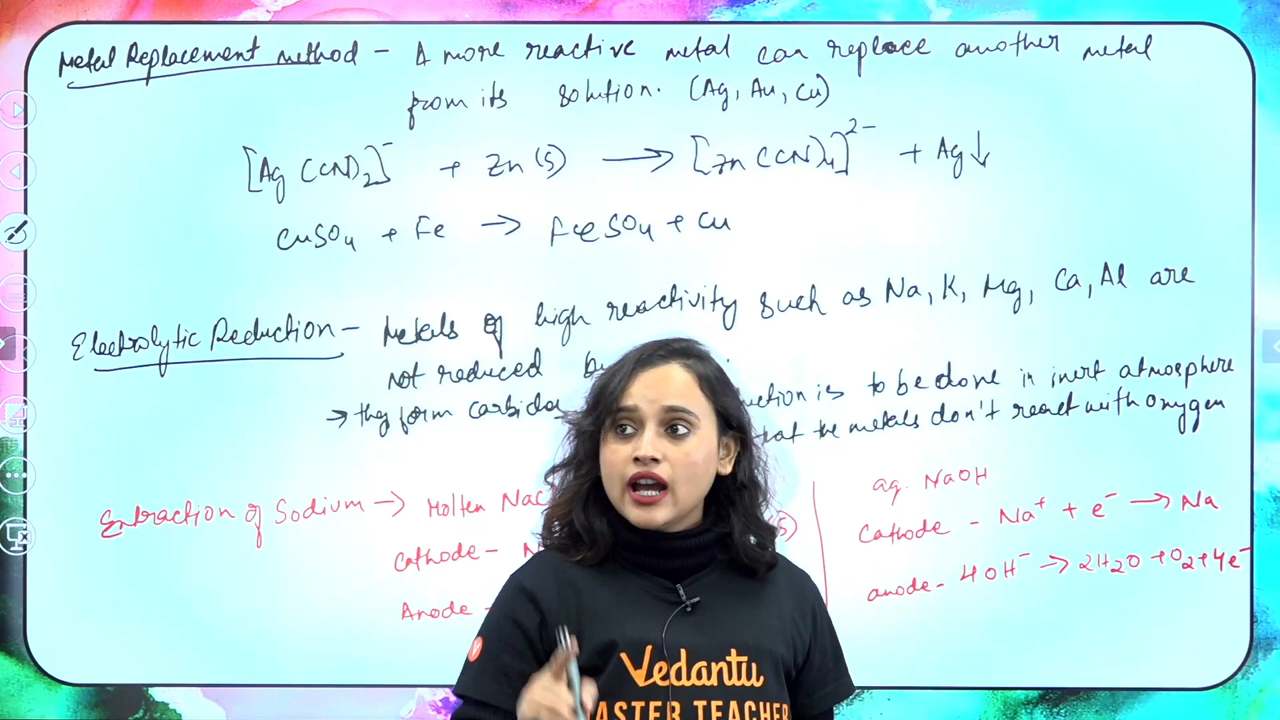 Metal Replacement method - A more reactive metal can replace another metal
from its solution. (Ag, Au, Cu)
[Ag(CN)2]⁻ + Zn(s) → [Zn(CN)4]²⁻ + Ag↓
CuSO4 + Fe → FeSO4 + Cu
Electrolytic Reduction - Metals of high reactivity such as Na, K, Mg, Ca, Al are
not reduced
→ they form is to be done in inert atmosphere
the metals don't react with oxygen
Extraction of Sodium → Molten
Cathode -
Anode -
aq. NaOH
Cathode - Na⁺ + e⁻ → Na
anode - 4OH⁻ → 2H2O + O2 + 4e⁻
Vedantu
MASTER TEACHER